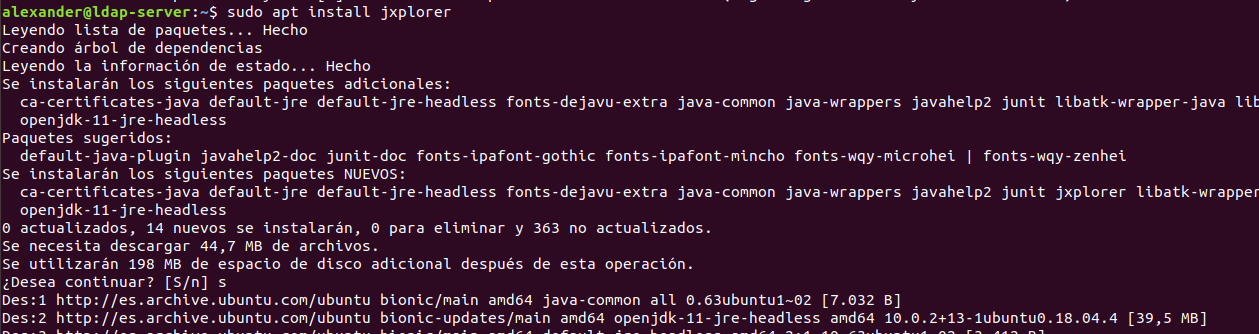 alexander@ldap-server:~$ sudo apt install jxplorer
Leyendo lista de paquetes... Hecho
Creando árbol de dependencias
Leyendo la información de estado... Hecho
Se instalarán los siguientes paquetes adicionales:
ca-certificates-java default-jre default-jre-headless fonts-dejavu-extra java-common java-wrappers javahelp2 junit libatk-wrapper-java lib
openjdk-11-jre-headless
Paquetes sugeridos:
default-java-plugin javahelp2-doc junit-doc fonts-ipafont-gothic fonts-ipafont-mincho fonts-wqy-microhei | fonts-wqy-zenhei
Se instalarán los siguientes paquetes NUEVOS:
ca-certificates-java default-jre default-jre-headless fonts-dejavu-extra java-common java-wrappers javahelp2 junit jxplorer libatk-wrapper
openjdk-11-jre-headless
0 actualizados, 14 nuevos se instalarán, 0 para eliminar y 363 no actualizados.
Se necesita descargar 44,7 MB de archivos.
Se utilizarán 198 MB de espacio de disco adicional después de esta operación.
¿Desea continuar? [S/n] s
Des:1 http://es.archive.ubuntu.com/ubuntu bionic/main amd64 java-common all 0.63ubuntu1~02 [7.032 B]
Des:2 http://es.archive.ubuntu.com/ubuntu bionic-updates/main amd64 openjdk-11-jre-headless amd64 10.0.2+13-1ubuntu0.18.04.4 [39,5 MB]